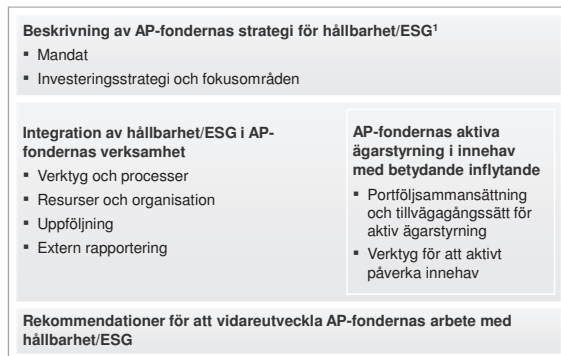 Beskrivning av AP-fondernas strategi för hållbarhet/ESG¹
▪ Mandat
▪ Investeringsstrategi och fokusområden
Integration av hållbarhet/ESG i AP-
fondernas verksamhet
▪ Verktyg och processer
▪ Resurser och organisation
▪ Uppföljning
▪ Extern rapportering
AP-fondernas aktiva
ägarstyrning i innehav
med betydande inflytande
▪ Portföljsammansättning
och tillvägagångssätt för
aktiv ägarstyrning
▪ Verktyg för att aktivt
påverka innehav
Rekommendationer för att vidareutveckla AP-fondernas arbete med
hållbarhet/ESG